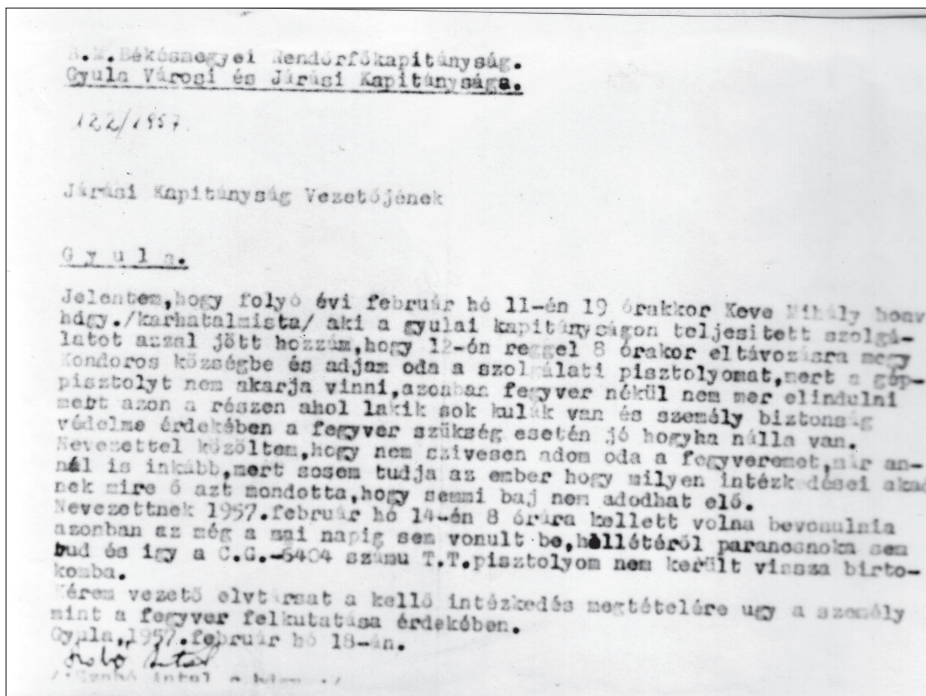 B.M.Békésmegyei Rendőrfőkapitányság.
Gyula Városi és Járási Kapitánysága.
122/1957.
Járási Kapitányság Vezetőjének
G y u l a.
Jelentem,hogy folyó évi február hó 11-én 19 órakkor Keve Mihály honv
hdgy./karhatalmista/ aki a gyulai kapitányságon teljesitett szolgá-
latot azzal jött hozzám,hogy 12-én reggel 8 órakor eltávozásra megy
Kondoros községbe és adjam oda a szolgálati pisztolyomat,mert a gép-
pisztolyt nem akarja vinni,azonban fegyver nékül nem mer elindulni
mert azon a részen ahol lakik sok kulák van és személy biztonság
védelme érdekében a fegyver szükség esetén jó hogyha nálla van.
Nevezettel közöltem,hogy nem szivesen adom oda a fegyveremet,már an-
nál is inkább,mert sosem tudja az ember hogy milyen intézk dései akad
nek mire ő azt mondotta,hogy semmi baj nem adodhat elő.
Nevezettnek 1957.február hó 14-én 8 órára kellett volna bevonulnia
azonban az még a mai napig sem vonult be,hollétéről parancsnoka sem
tud és igy a C.G.-6404 számu T.T.pisztolyom nem került vissza birto-
komba.
Kérem vezető elvtársat a kellő intézkedés megtételére ugy a személy
mint a fegyver felkutatása érdekében.
Gyula,1957.február hó 18-án.
Szabó Antal
/:Szabó Antal